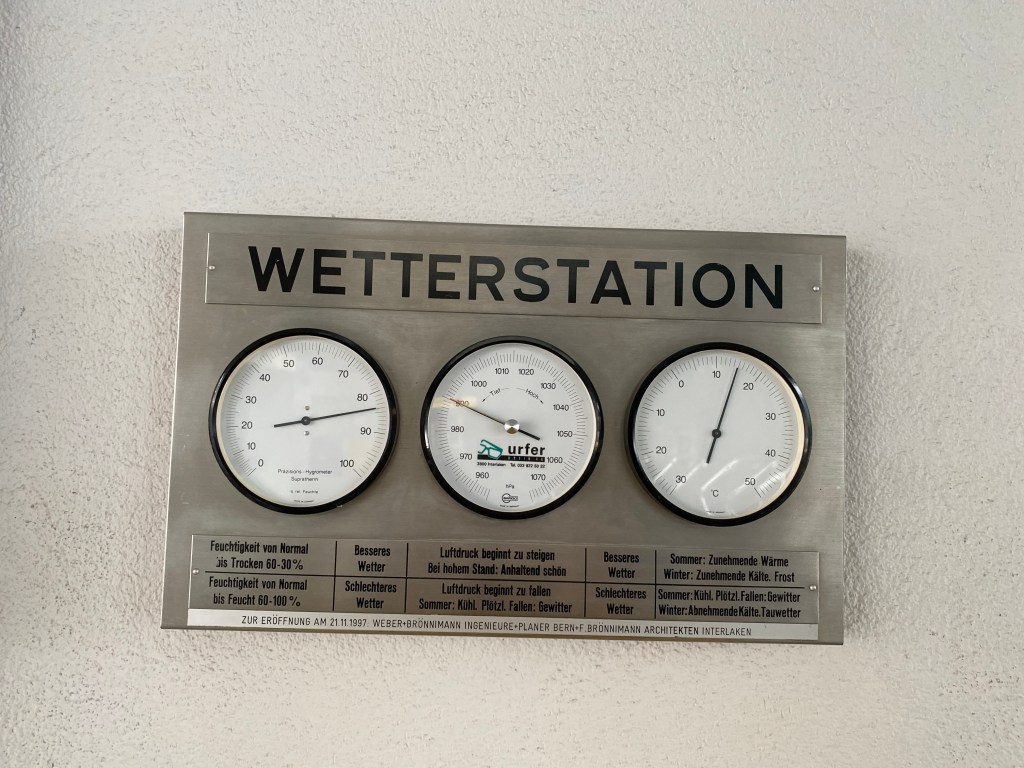 WETTERSTATION
0
10
20
30
40
50
60
70
80
90
100
Präzisions-Hygrometer
Supratherm
960
970
980
990
1000
1010
1020
1030
1040
1050
1060
1070
Tief
Hoch
urfer
hPa
30
20
10
0
10
20
30
40
50
°C
Feuchtigkeit von Normal
bis Trocken 60-30%
Besseres
Wetter
Luftdruck beginnt zu steigen
Bei hohem Stand: Anhaltend schön
Besseres
Wetter
Sommer: Zunehmende Wärme
Winter: Zunehmende Kälte. Frost
Feuchtigkeit von Normal
bis Feucht 60-100%
Schlechteres
Wetter
Luftdruck beginnt zu fallen
Sommer: Kühl. Plötzl. Fallen: Gewitter
Schlechteres
Wetter
Sommer: Kühl. Plötzl. Fallen: Gewitter
Winter: Abnehmende Kälte. Tauwetter
ZUR ERÖFFNUNG AM 21.11.1997: WEBER+BRÖNNIMANN INGENIEURE+PLANER BERN+F.BRÖNNIMANN ARCHITEKTEN INTERLAKEN